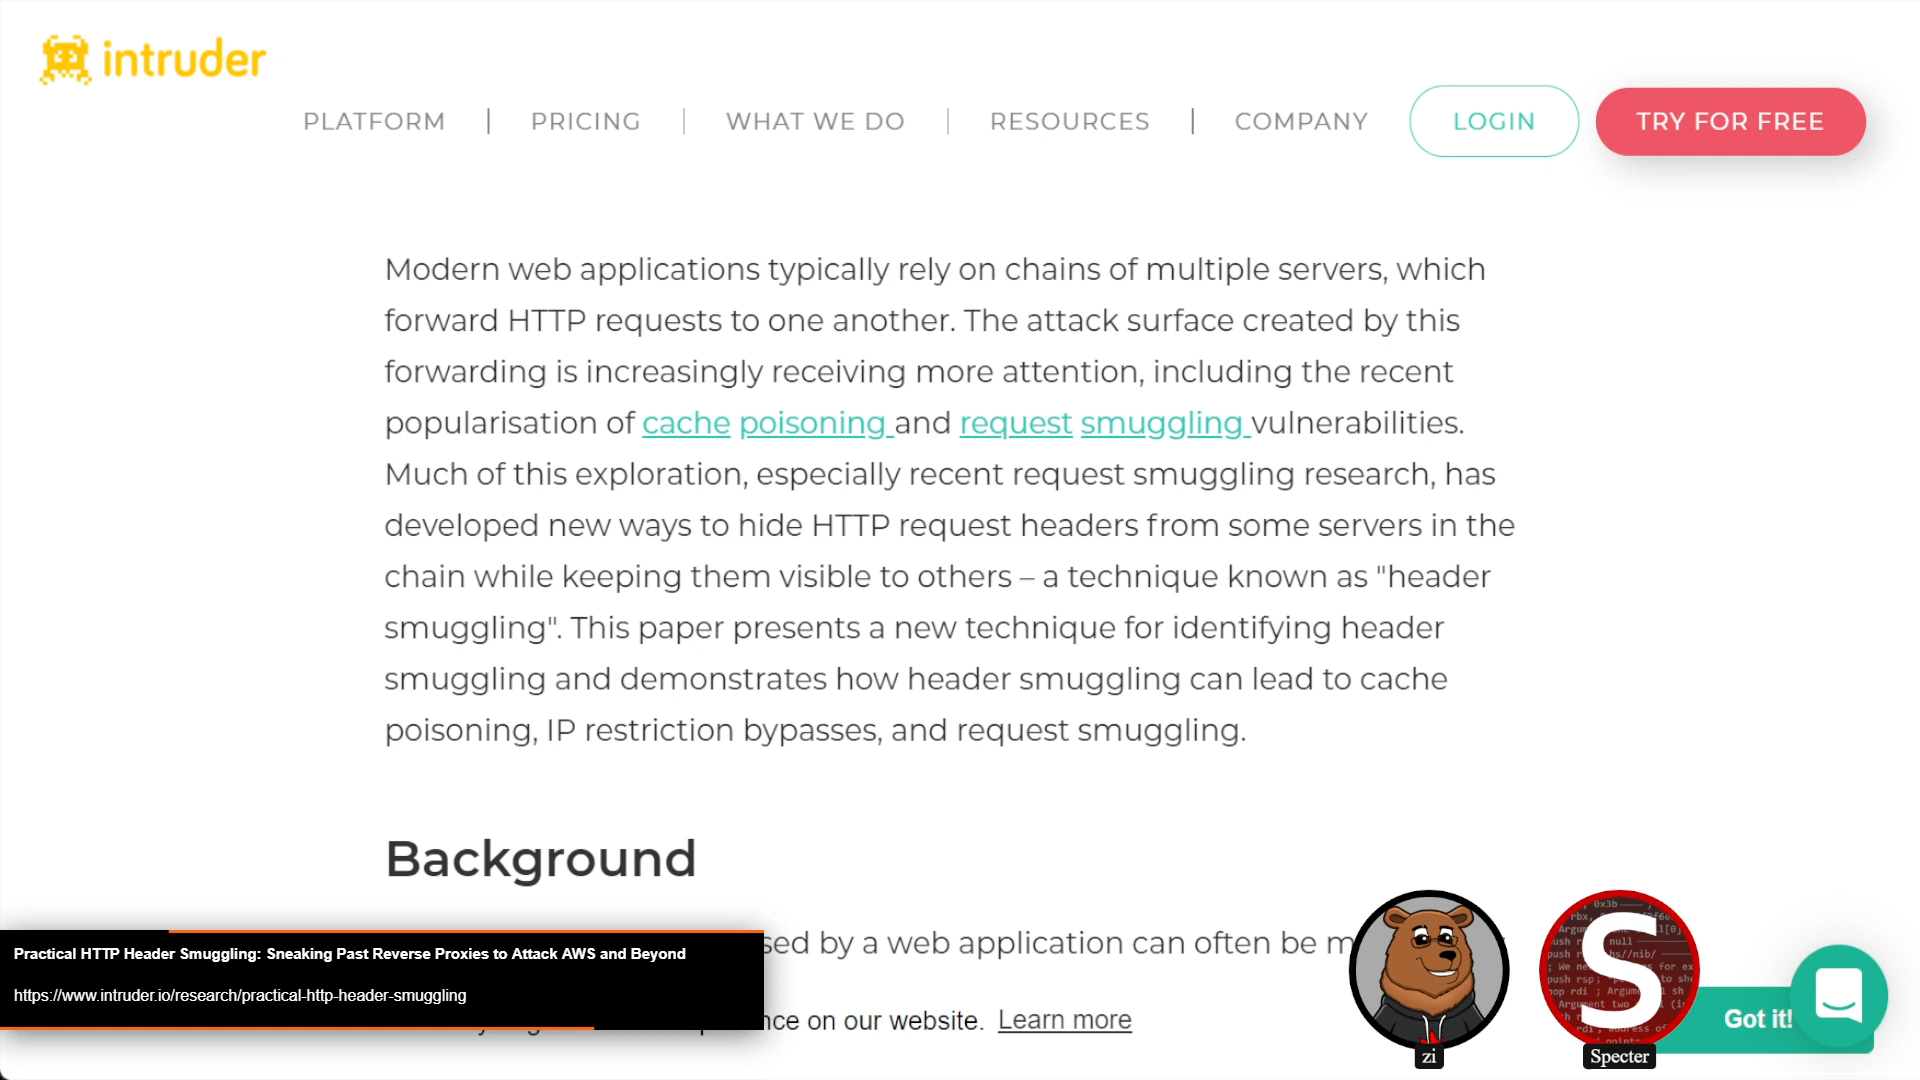 intruder
PLATFORM | PRICING | WHAT WE DO | RESOURCES | COMPANY LOGIN TRY FOR FREE
Modern web applications typically rely on chains of multiple servers, which
forward HTTP requests to one another. The attack surface created by this
forwarding is increasingly receiving more attention, including the recent
popularisation of cache poisoning and request smuggling vulnerabilities.
Much of this exploration, especially recent request smuggling research, has
developed new ways to hide HTTP request headers from some servers in the
chain while keeping them visible to others – a technique known as "header
smuggling". This paper presents a new technique for identifying header
smuggling and demonstrates how header smuggling can lead to cache
poisoning, IP restriction bypasses, and request smuggling.
Background
by a web application can often be
Practical HTTP Header Smuggling: Sneaking Past Reverse Proxies to Attack AWS and Beyond
https://www.intruder.io/research/practical-http-header-smuggling
on our website. Learn more
Got it!
S
zi
Specter